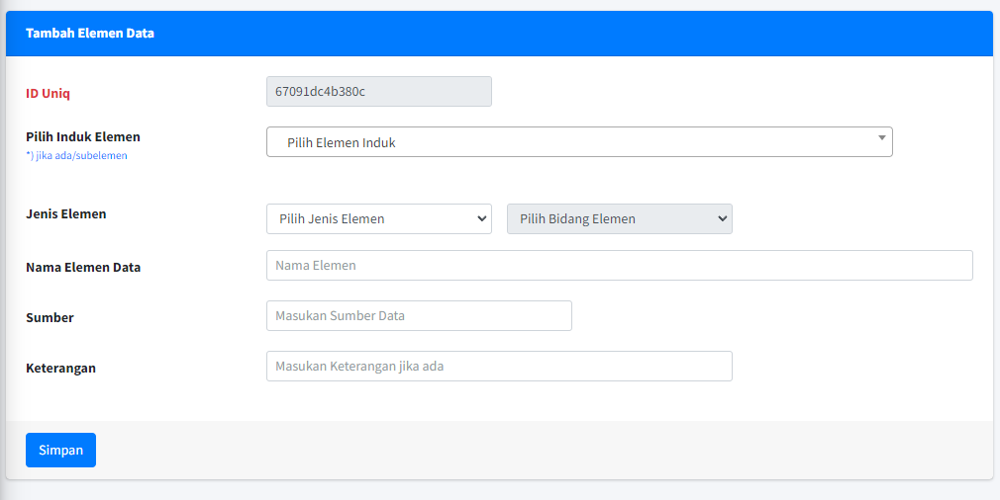 Tambah Elemen Data
ID Uniq
67091dc4b380c
Pilih Induk Elemen
*) jika ada/subelemen
Pilih Elemen Induk
Jenis Elemen
Pilih Jenis Elemen
Pilih Bidang Elemen
Nama Elemen Data
Nama Elemen
Sumber
Masukan Sumber Data
Keterangan
Masukan Keterangan jika ada
Simpan